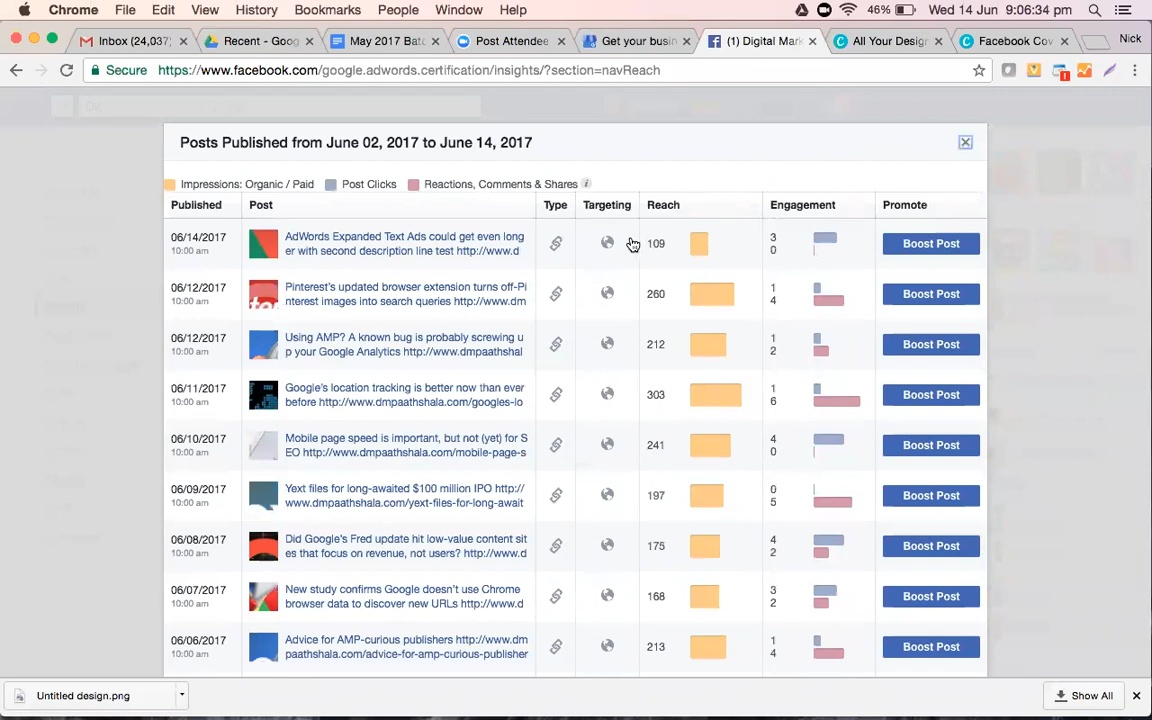 Chrome File Edit View History Bookmarks People Window Help 46% Wed 14 Jun 9:06:34 pm
Inbox (24,037) Recent - Goog May 2017 Batc Post Attendee Get your busin (1) Digital Mark All Your Desig Facebook Cov Nick
Secure https://www.facebook.com/google.adwords.certification/insights/?section=navReach
Posts Published from June 02, 2017 to June 14, 2017
Impressions: Organic / Paid Post Clicks Reactions, Comments & Shares i
Published Post Type Targeting Reach Engagement Promote
06/14/2017 AdWords Expanded Text Ads could get even long 109 3 Boost Post
10:00 am er with second description line test http://www.d 0
06/12/2017 Pinterest's updated browser extension turns off-Pi 260 1 Boost Post
10:00 am nterest images into search queries http://www.dm 4
06/12/2017 Using AMP? A known bug is probably screwing u 212 1 Boost Post
10:00 am p your Google Analytics http://www.dmpaathshal 2
06/11/2017 Google's location tracking is better now than ever 303 1 Boost Post
10:00 am before http://www.dmpaathshala.com/googles-lo 6
06/10/2017 Mobile page speed is important, but not (yet) for S 241 4 Boost Post
10:00 am EO http://www.dmpaathshala.com/mobile-page-s 0
06/09/2017 Yext files for long-awaited $100 million IPO http:// 197 0 Boost Post
10:00 am www.dmpaathshala.com/yext-files-for-long-await 5
06/08/2017 Did Google's Fred update hit low-value content sit 175 4 Boost Post
10:00 am es that focus on revenue, not users? http://www.d 2
06/07/2017 New study confirms Google doesn't use Chrome 168 3 Boost Post
10:00 am browser data to discover new URLs http://www.d 2
06/06/2017 Advice for AMP-curious publishers http://www.dm 213 1 Boost Post
10:00 am paathshala.com/advice-for-amp-curious-publisher 4
Untitled design.png Show All